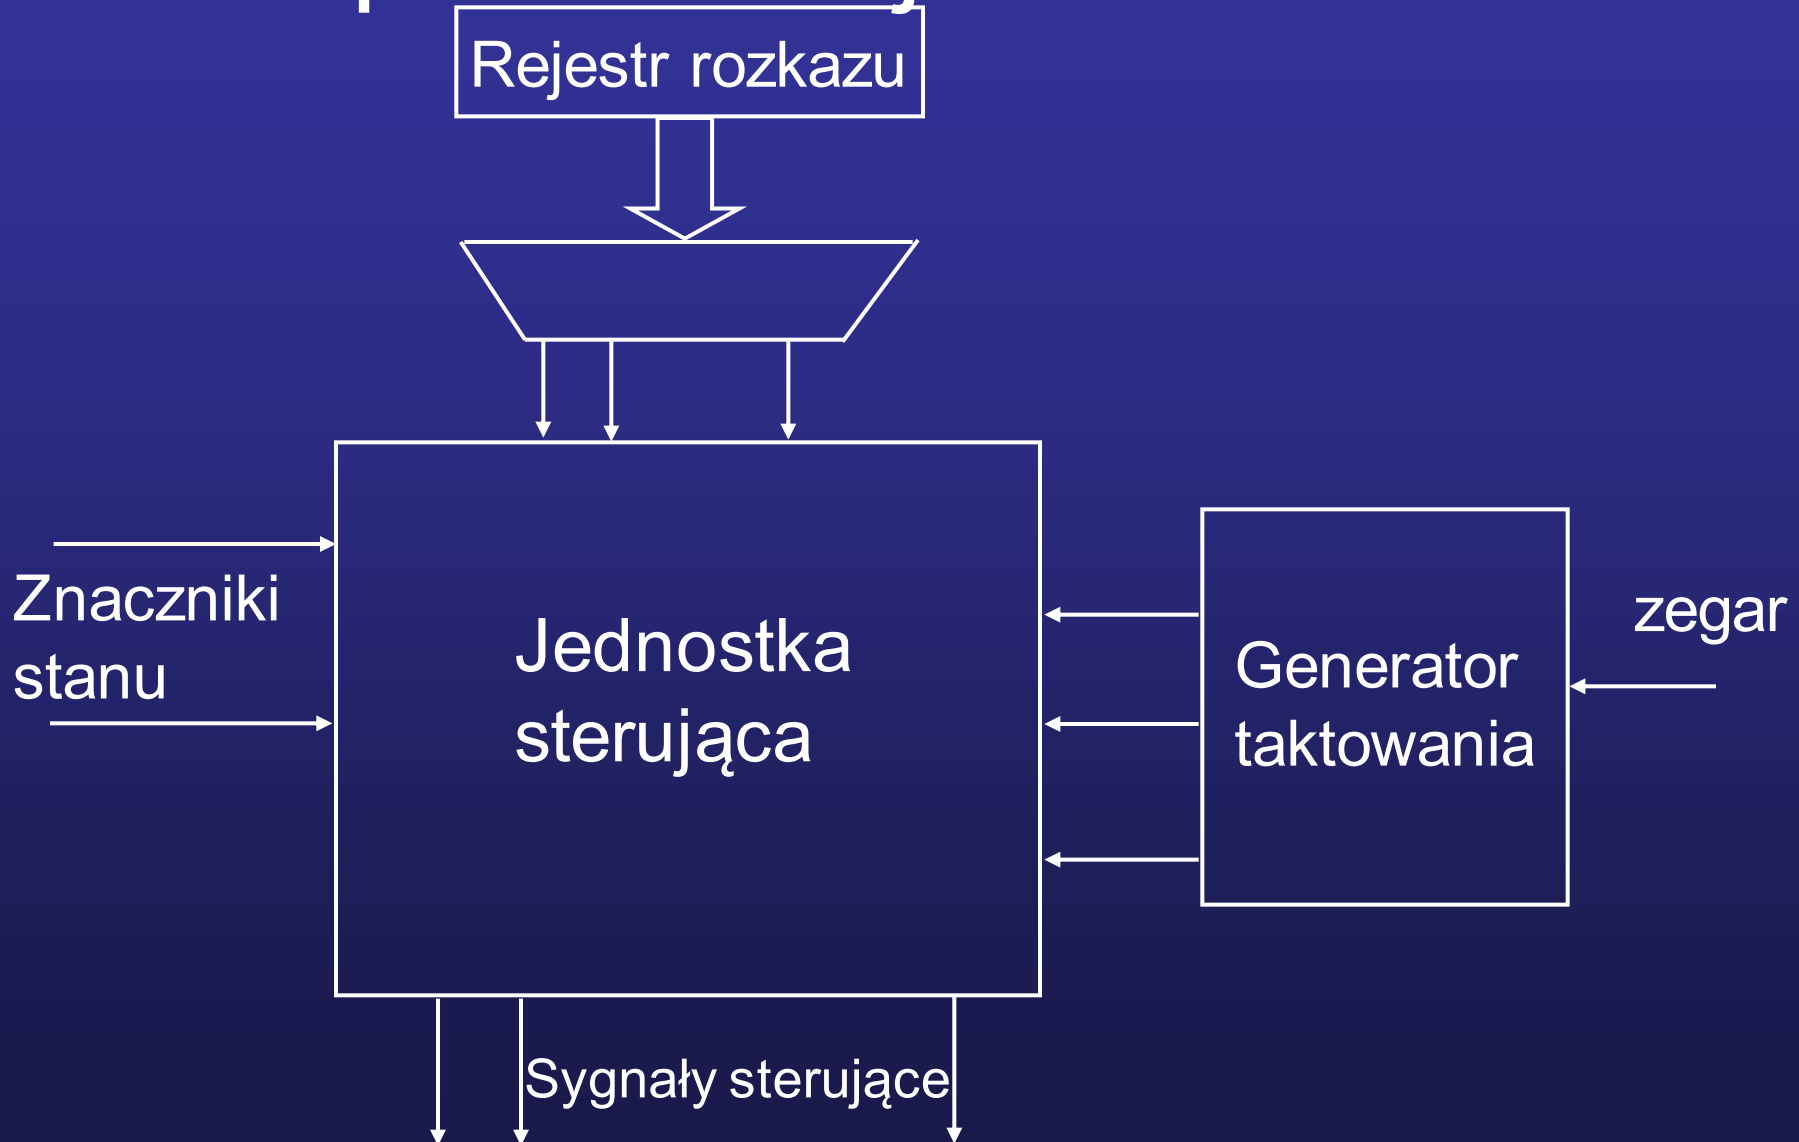 Rejestr rozkazu
Znaczniki
stanu
Jednostka
sterująca
Generator
taktowania
zegar
Sygnały sterujące